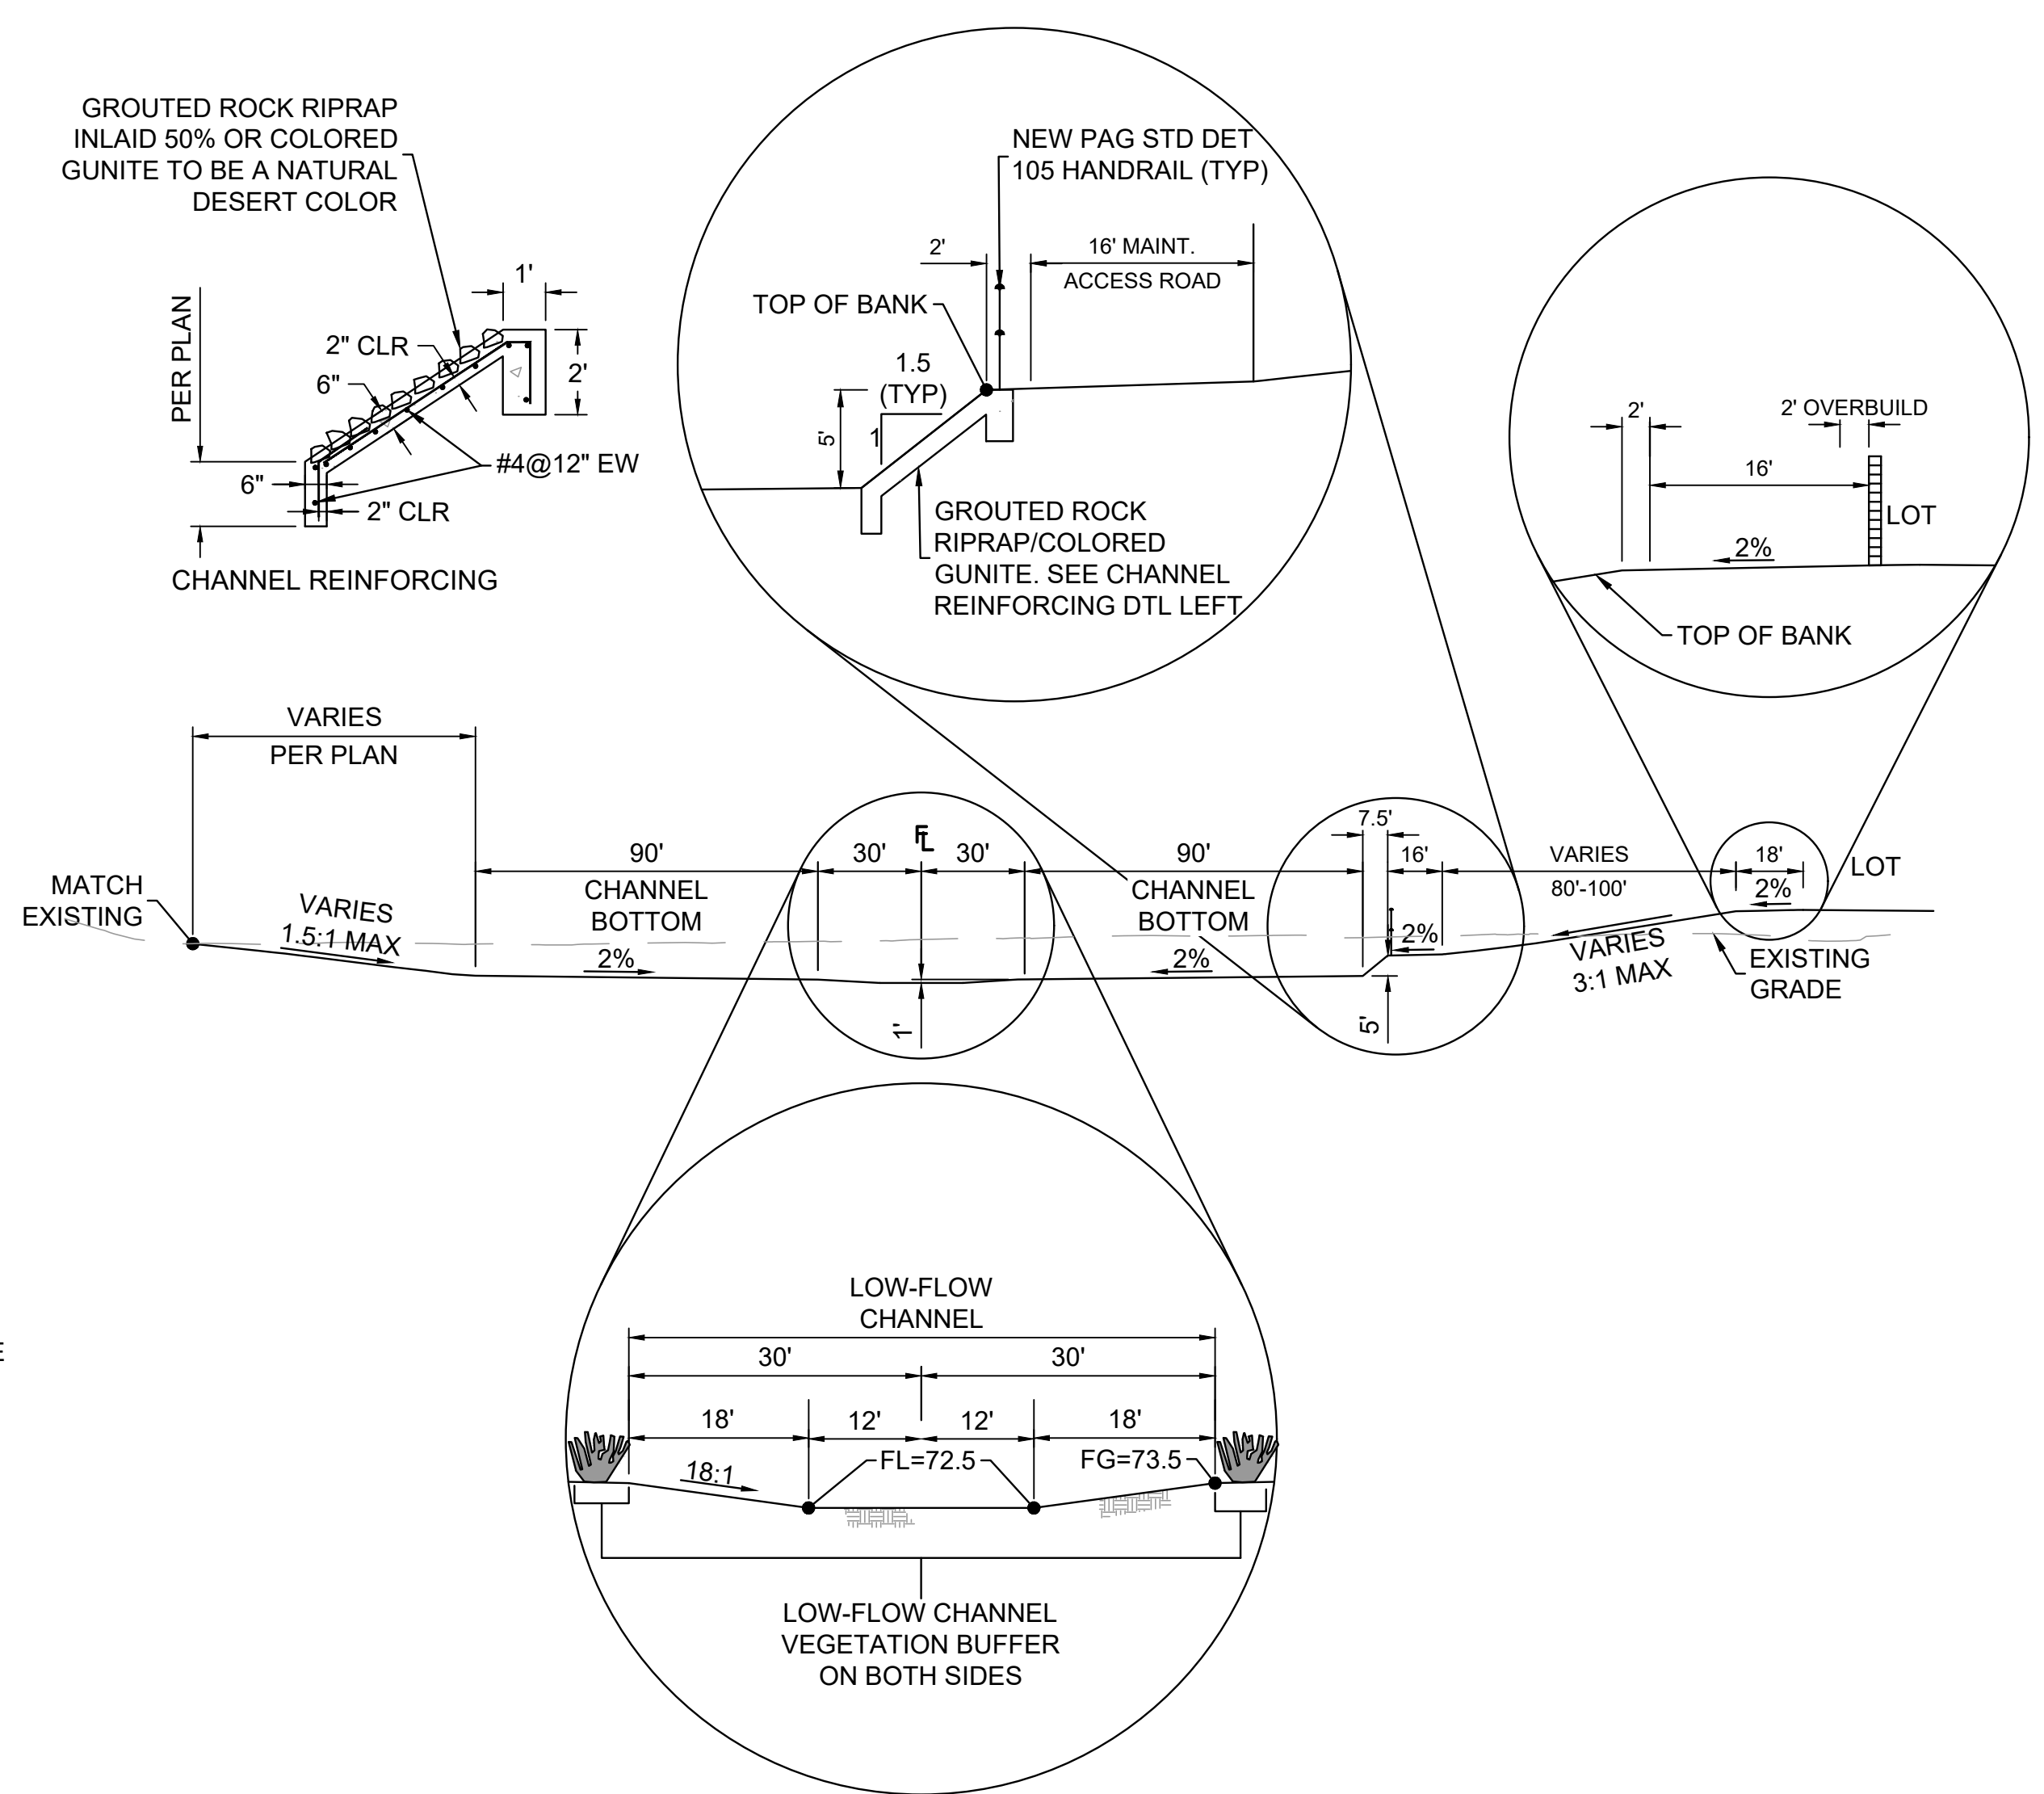 GROUTED ROCK RIPRAP
INLAID 50% OR COLORED
GUNITE TO BE A NATURAL
DESERT COLOR
PER PLAN
1'
2" CLR
6"
2'
#4@12" EW
6"
2" CLR
CHANNEL REINFORCING
NEW PAG STD DET
105 HANDRAIL (TYP)
2'
16' MAINT.
ACCESS ROAD
TOP OF BANK
1.5
(TYP)
1
5'
GROUTED ROCK
RIPRAP/COLORED
GUNITE. SEE CHANNEL
REINFORCING DTL LEFT
2'
2' OVERBUILD
16'
LOT
2%
TOP OF BANK
VARIES
PER PLAN
MATCH
EXISTING
VARIES
1.5:1 MAX
90'
CHANNEL
BOTTOM
2%
30'
FL
30'
1'
90'
CHANNEL
BOTTOM
2%
7.5'
16'
2%
5'
VARIES
80'-100'
VARIES
3:1 MAX
18'
2%
LOT
EXISTING
GRADE
LOW-FLOW
CHANNEL
30'
30'
18'
12'
12'
18'
FL=72.5
FG=73.5
18:1
LOW-FLOW CHANNEL
VEGETATION BUFFER
ON BOTH SIDES
E